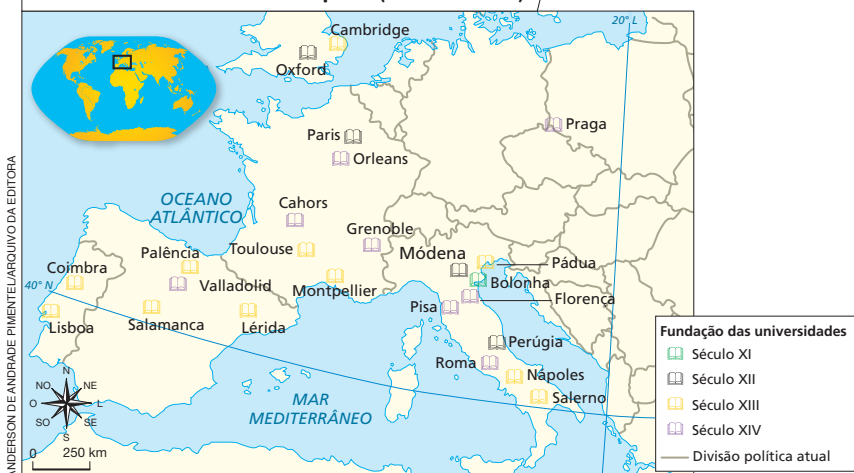 20° L
Cambridge
Oxford
Paris
Praga
Orleans
OCEANO
ATLÂNTICO
Cahors
Grenoble
Toulouse
Módena
Palência
Pádua
Coimbra
Valladolid
Montpellier
Bolonha
40° N
Florença
Pisa
Lisboa
Salamanca
Lérida
Perúgia
Roma
Nápoles
Salerno
MAR
MEDITERRÂNEO
N
NO
NE
O
L
SO
SE
S
0
250 km
Fundação das universidades
Século XI
Século XII
Século XIII
Século XIV
Divisão política atual
ANDERSON DE ANDRADE PIMENTEL/ARQUIVO DA EDITORA